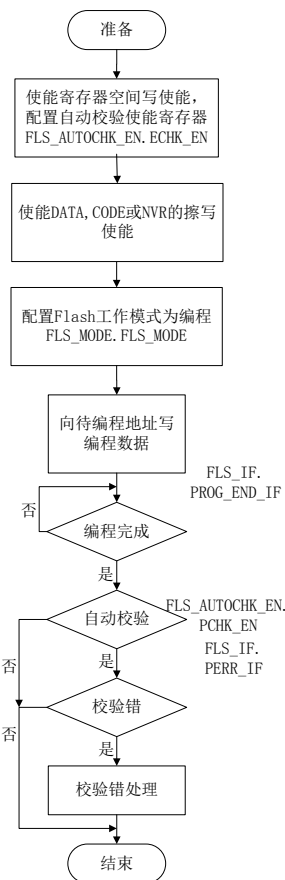 准备
使能寄存器空间写使能,
配置自动校验使能寄存器
FLS_AUTOCHK_EN.ECHK_EN
使能DATA,CODE或NVR的擦写
使能
配置Flash工作模式为编程
FLS_MODE.FLS_MODE
向待编程地址写
编程数据
FLS_IF.
PROG_END_IF
否
编程完成
是
自动校验
FLS_AUTOCHK_EN.
PCHK_EN
FLS_IF.
PERR_IF
否
是
校验错
否
是
校验错处理
结束